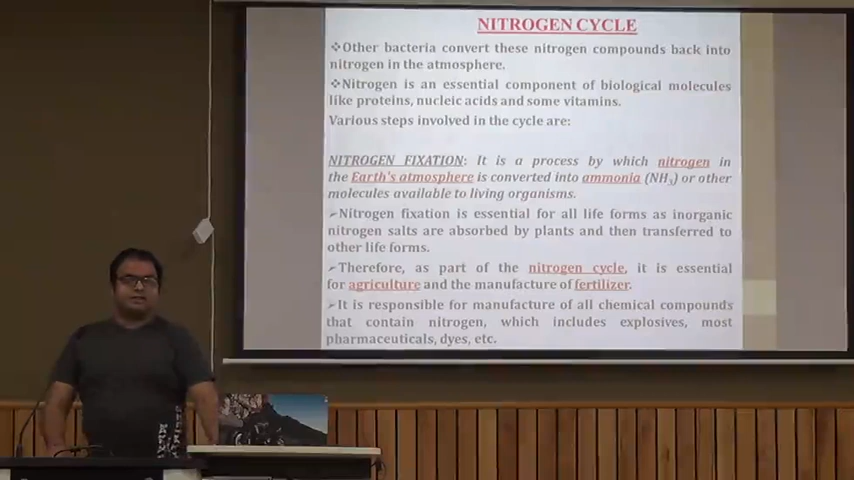 NITROGEN CYCLE
❖Other bacteria convert these nitrogen compounds back into
nitrogen in the atmosphere.
❖Nitrogen is an essential component of biological molecules
like proteins, nucleic acids and some vitamins.
Various steps involved in the cycle are:
NITROGEN FIXATION: It is a process by which nitrogen in
the Earth's atmosphere is converted into ammonia (NH3) or other
molecules available to living organisms.
➢Nitrogen fixation is essential for all life forms as inorganic
nitrogen salts are absorbed by plants and then transferred to
other life forms.
➢Therefore, as part of the nitrogen cycle, it is essential
for agriculture and the manufacture of fertilizer.
➢It is responsible for manufacture of all chemical compounds
that contain nitrogen, which includes explosives, most
pharmaceuticals, dyes, etc.